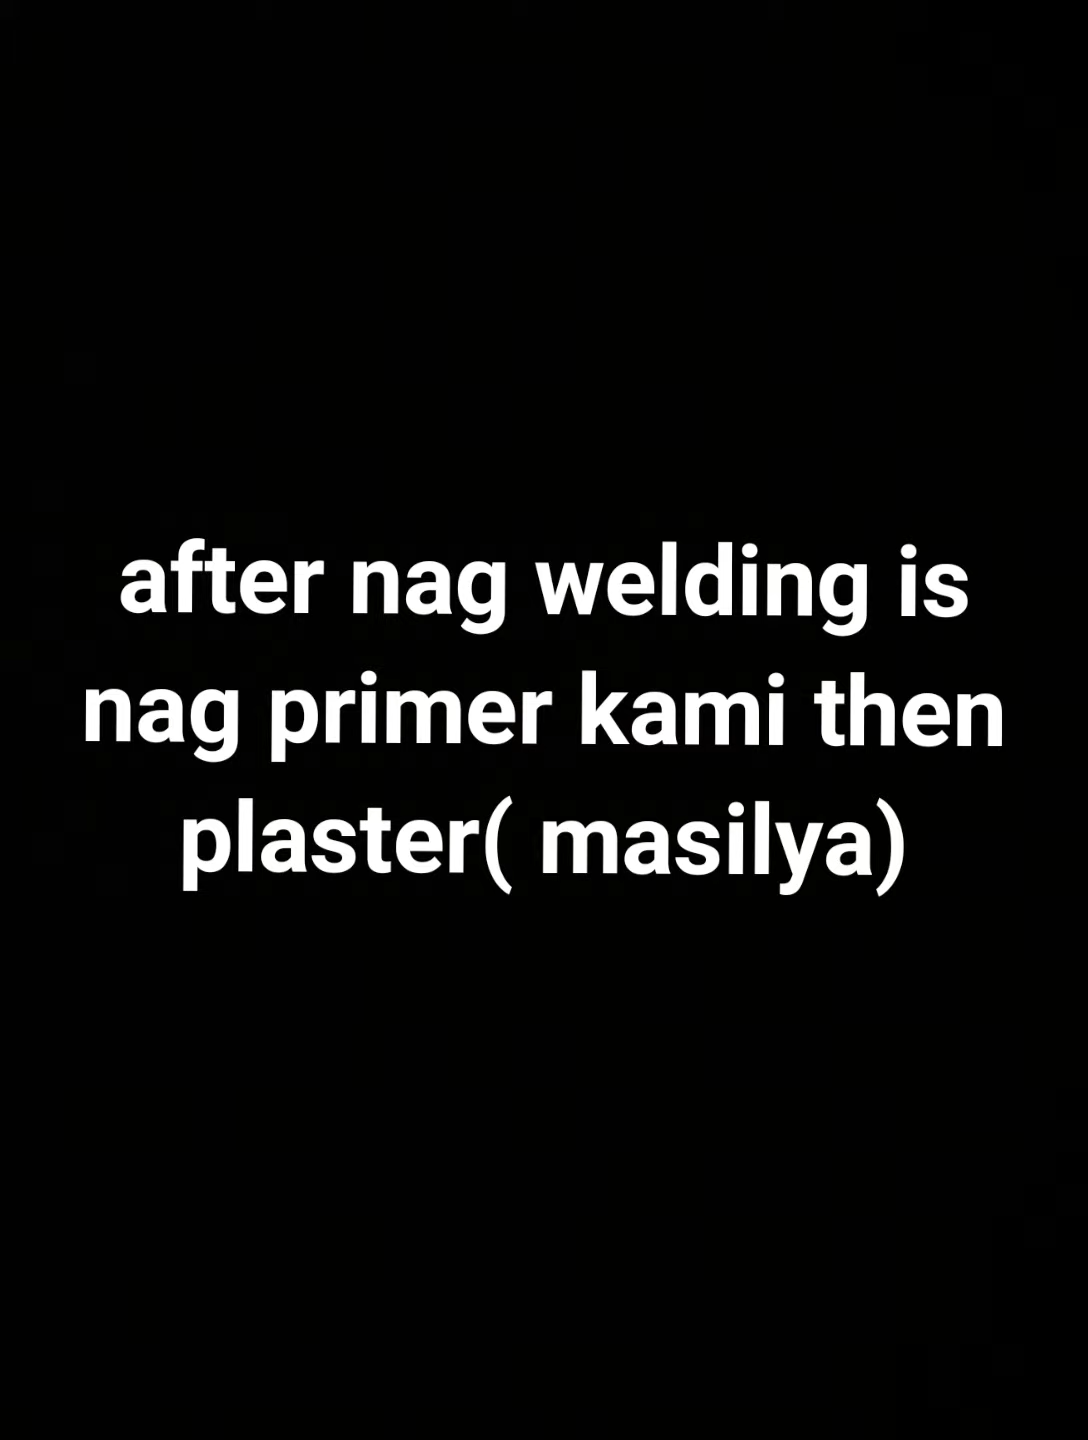 after nag welding is
nag primer kami then
plaster( masilya)